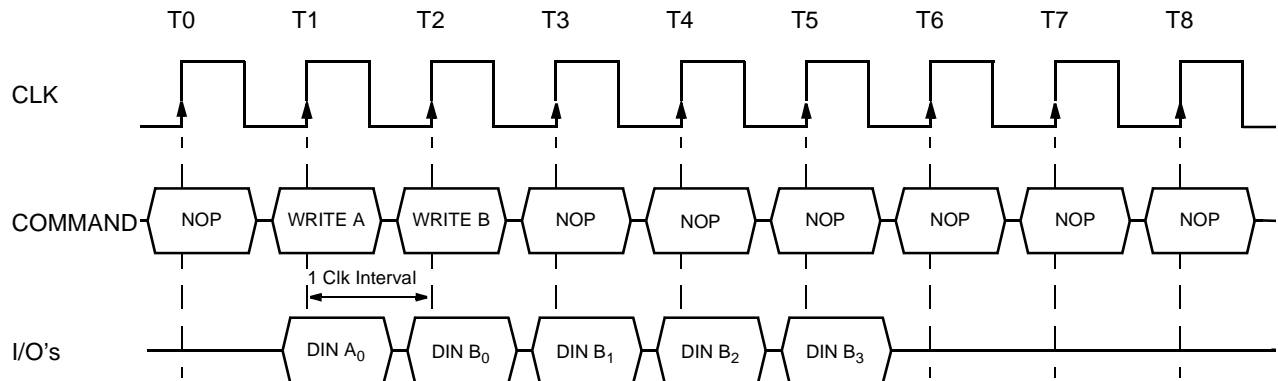 T0 T1 T2 T3 T4 T5 T6 T7 T8
CLK
COMMAND NOP WRITE A WRITE B NOP NOP NOP NOP NOP NOP
1 Clk Interval
I/O's DIN A0 DIN B0 DIN B1 DIN B2 DIN B3